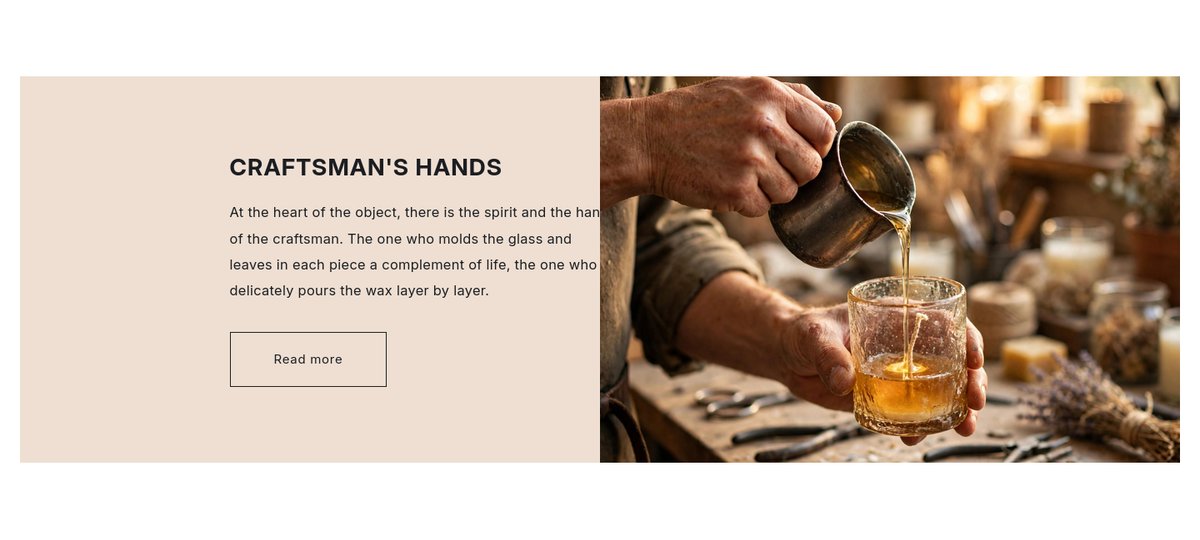 CRAFTSMAN'S HANDS
At the heart of the object, there is the spirit and the han
of the craftsman. The one who molds the glass and
leaves in each piece a complement of life, the one who
delicately pours the wax layer by layer.
Read more